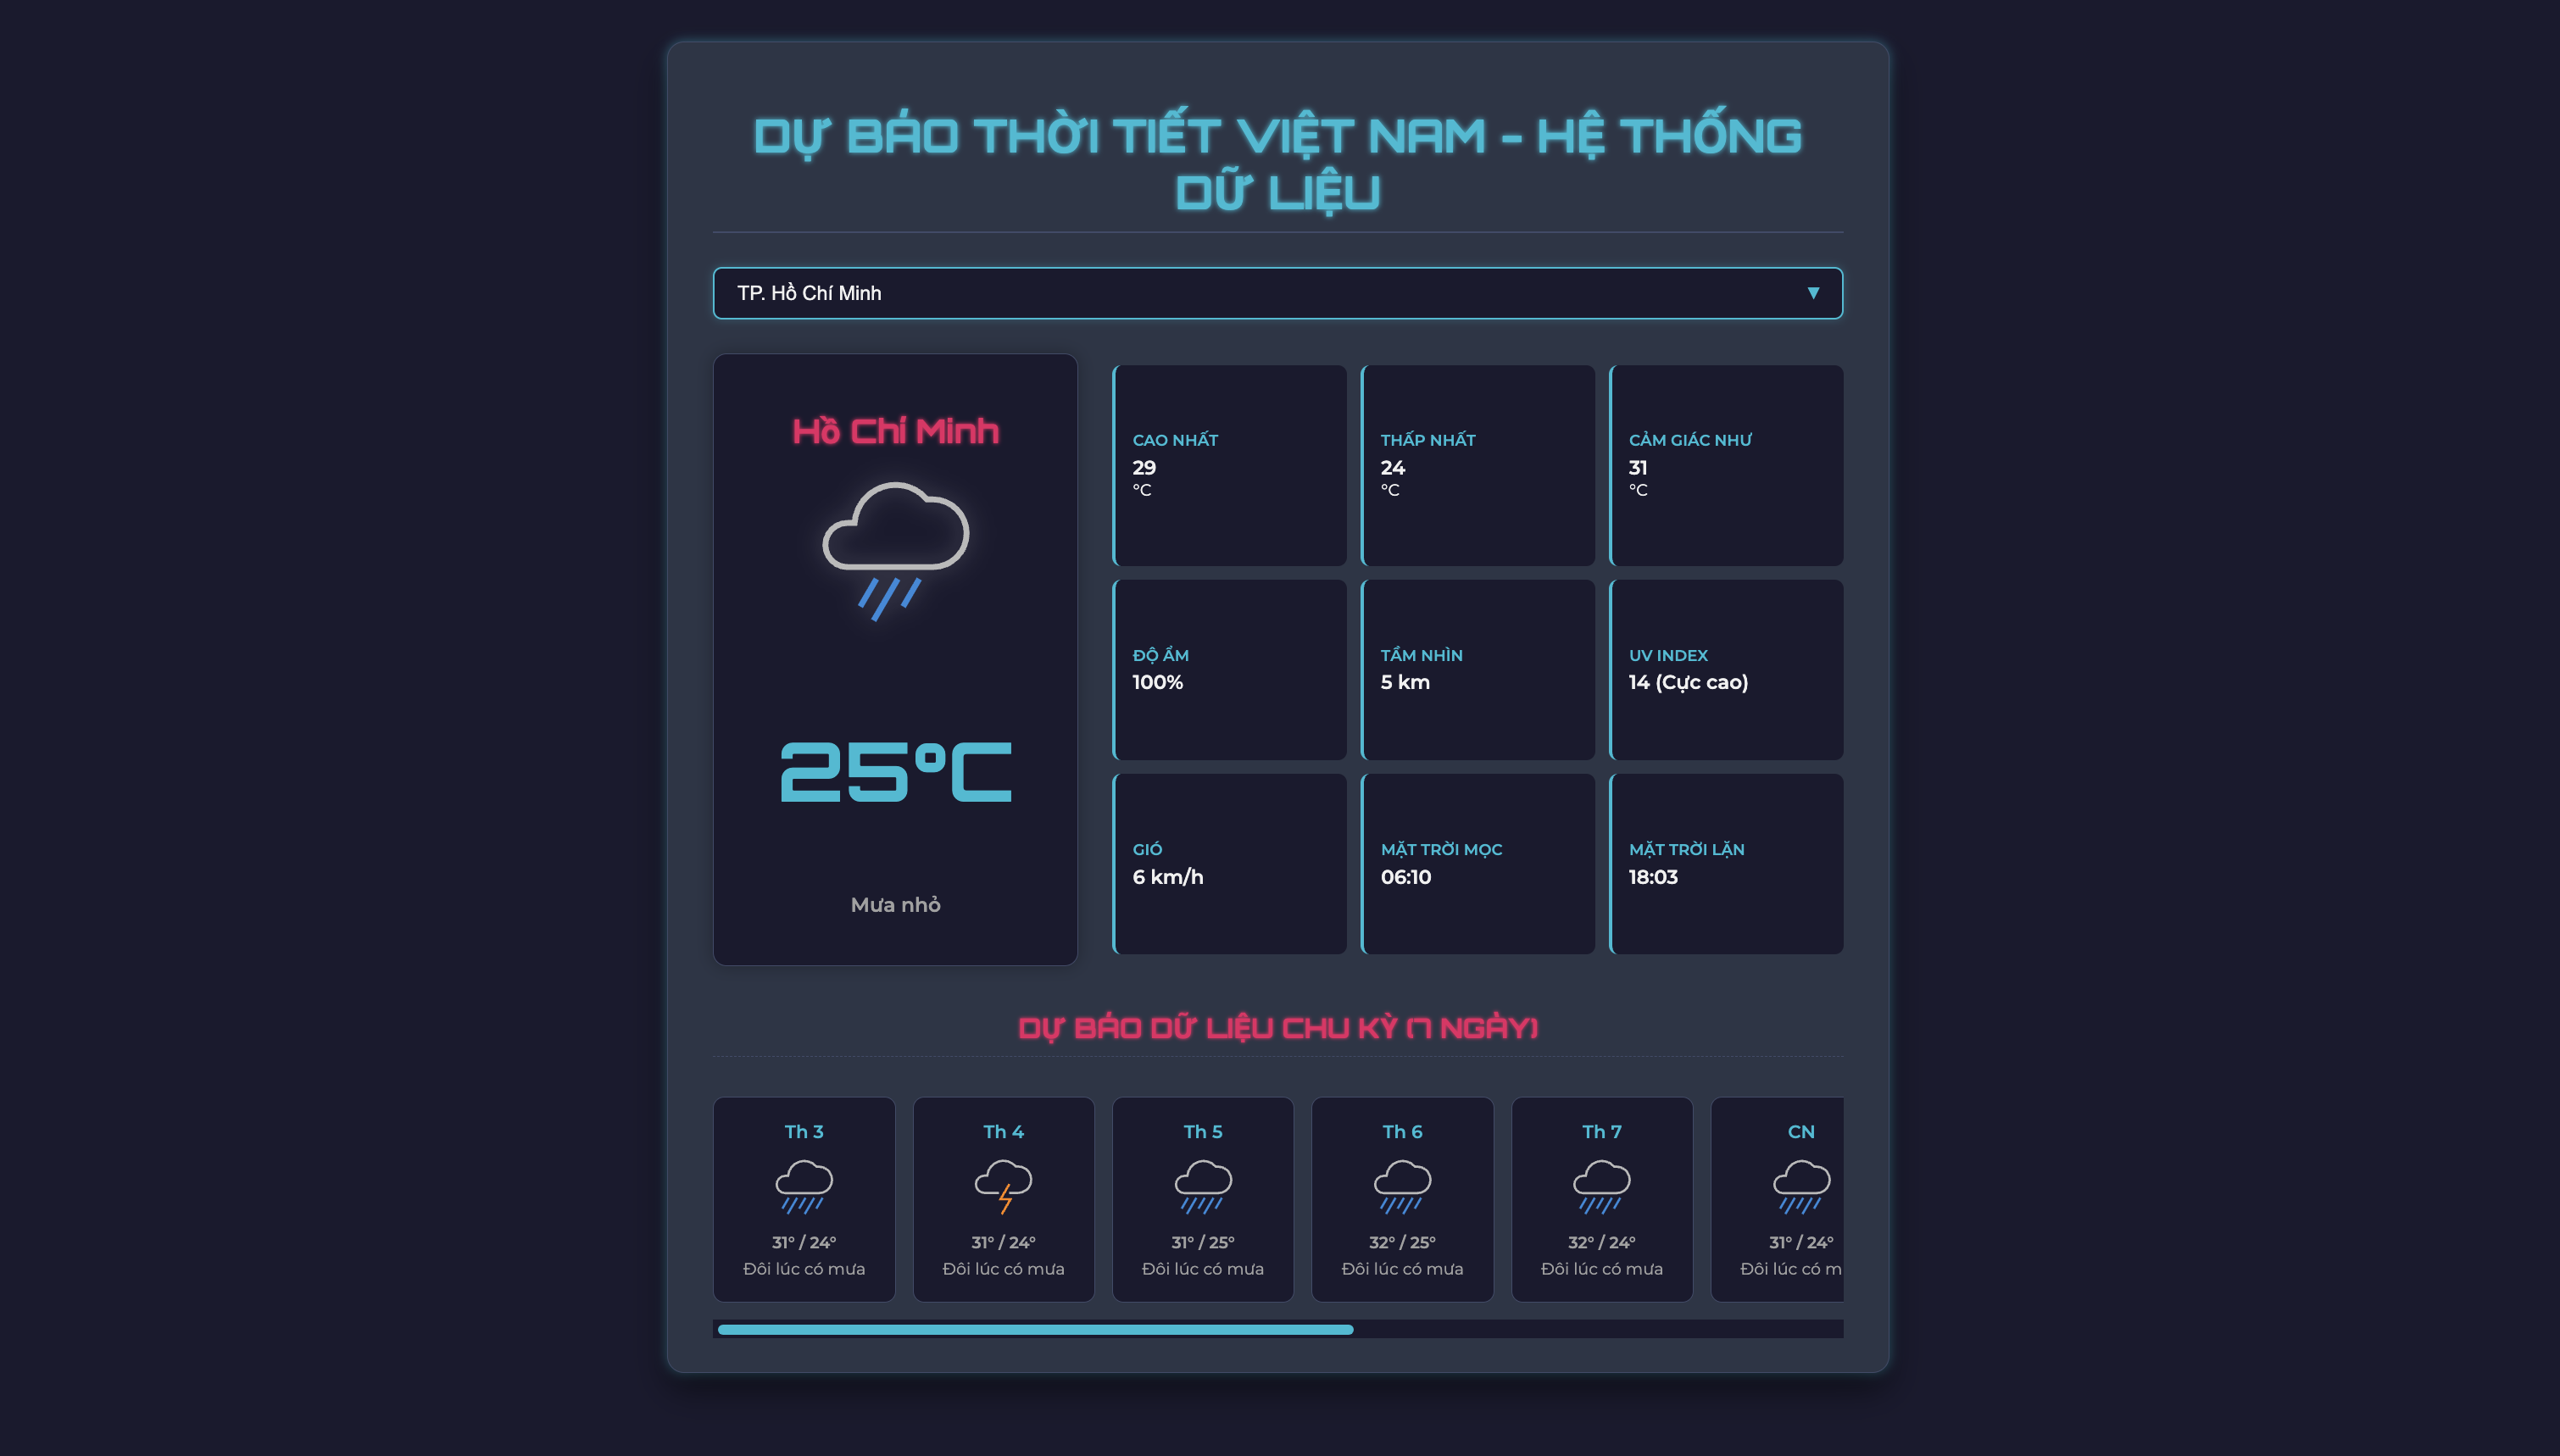 DỰ BÁO THỜI TIẾT VIỆT NAM - HỆ THỐNG
DỮ LIỆU
TP. Hồ Chí Minh
▼
Hồ Chí Minh
25°C
Mưa nhỏ
CAO NHẤT
29
°C
THẤP NHẤT
24
°C
CẢM GIÁC NHƯ
31
°C
ĐỘ ẨM
100%
TẦM NHÌN
5 km
UV INDEX
14 (Cực cao)
GIÓ
6 km/h
MẶT TRỜI MỌC
06:10
MẶT TRỜI LẶN
18:03
DỰ BÁO DỮ LIỆU CHU KỲ (7 NGÀY)
Th 3
31° / 24°
Đôi lúc có mưa
Th 4
31° / 24°
Đôi lúc có mưa
Th 5
31° / 25°
Đôi lúc có mưa
Th 6
32° / 25°
Đôi lúc có mưa
Th 7
32° / 24°
Đôi lúc có mưa
CN
31° / 24°
Đôi lúc có m